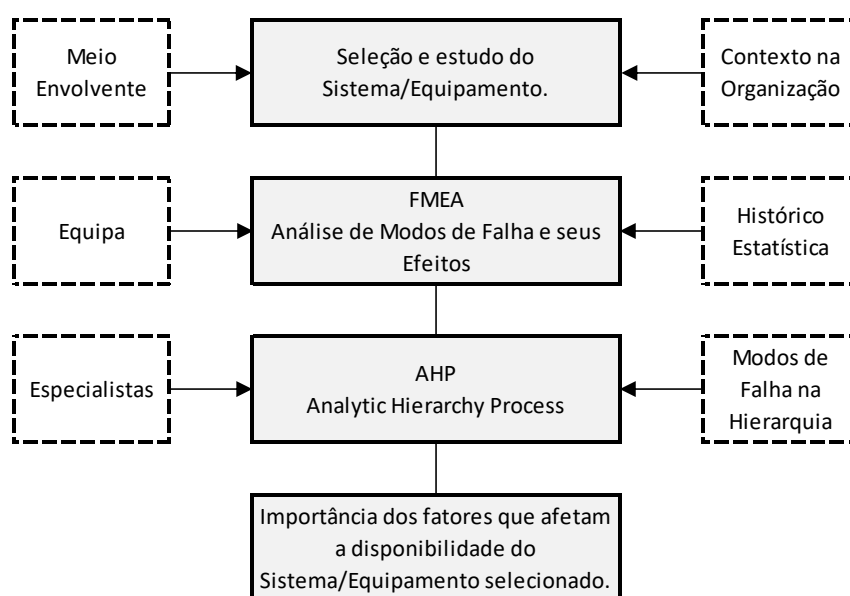 Meio
Envolvente
Seleção e estudo do
Sistema/Equipamento.
Contexto na
Organização
Equipa
FMEA
Análise de Modos de Falha e seus
Efeitos
Histórico
Estatística
Especialistas
AHP
Analytic Hierarchy Process
Modos de
Falha na
Hierarquia
Importância dos fatores que afetam
a disponibilidade do
Sistema/Equipamento selecionado.